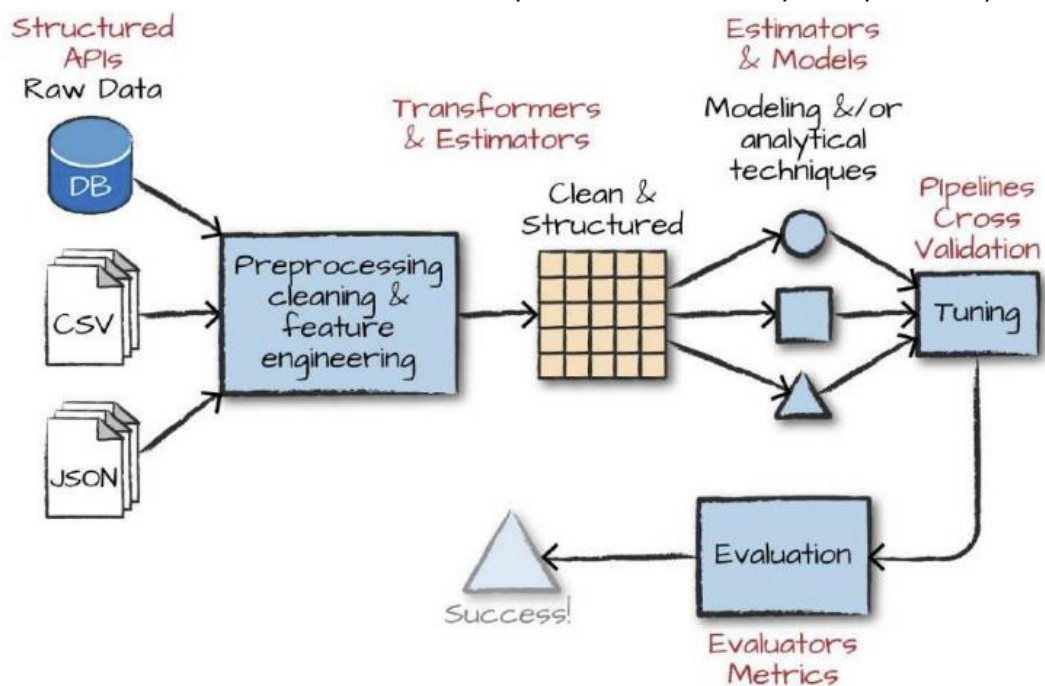 Structured
APIs
Raw Data
DB
CSV
JSON
Preprocessing
cleaning &
feature
engineering
Transformers
& Estimators
Clean &
Structured
Estimators
& Models
Modeling &/or
analytical
techniques
Pipelines
Cross
Validation
Tuning
Evaluation
Evaluators
Metrics
Success!